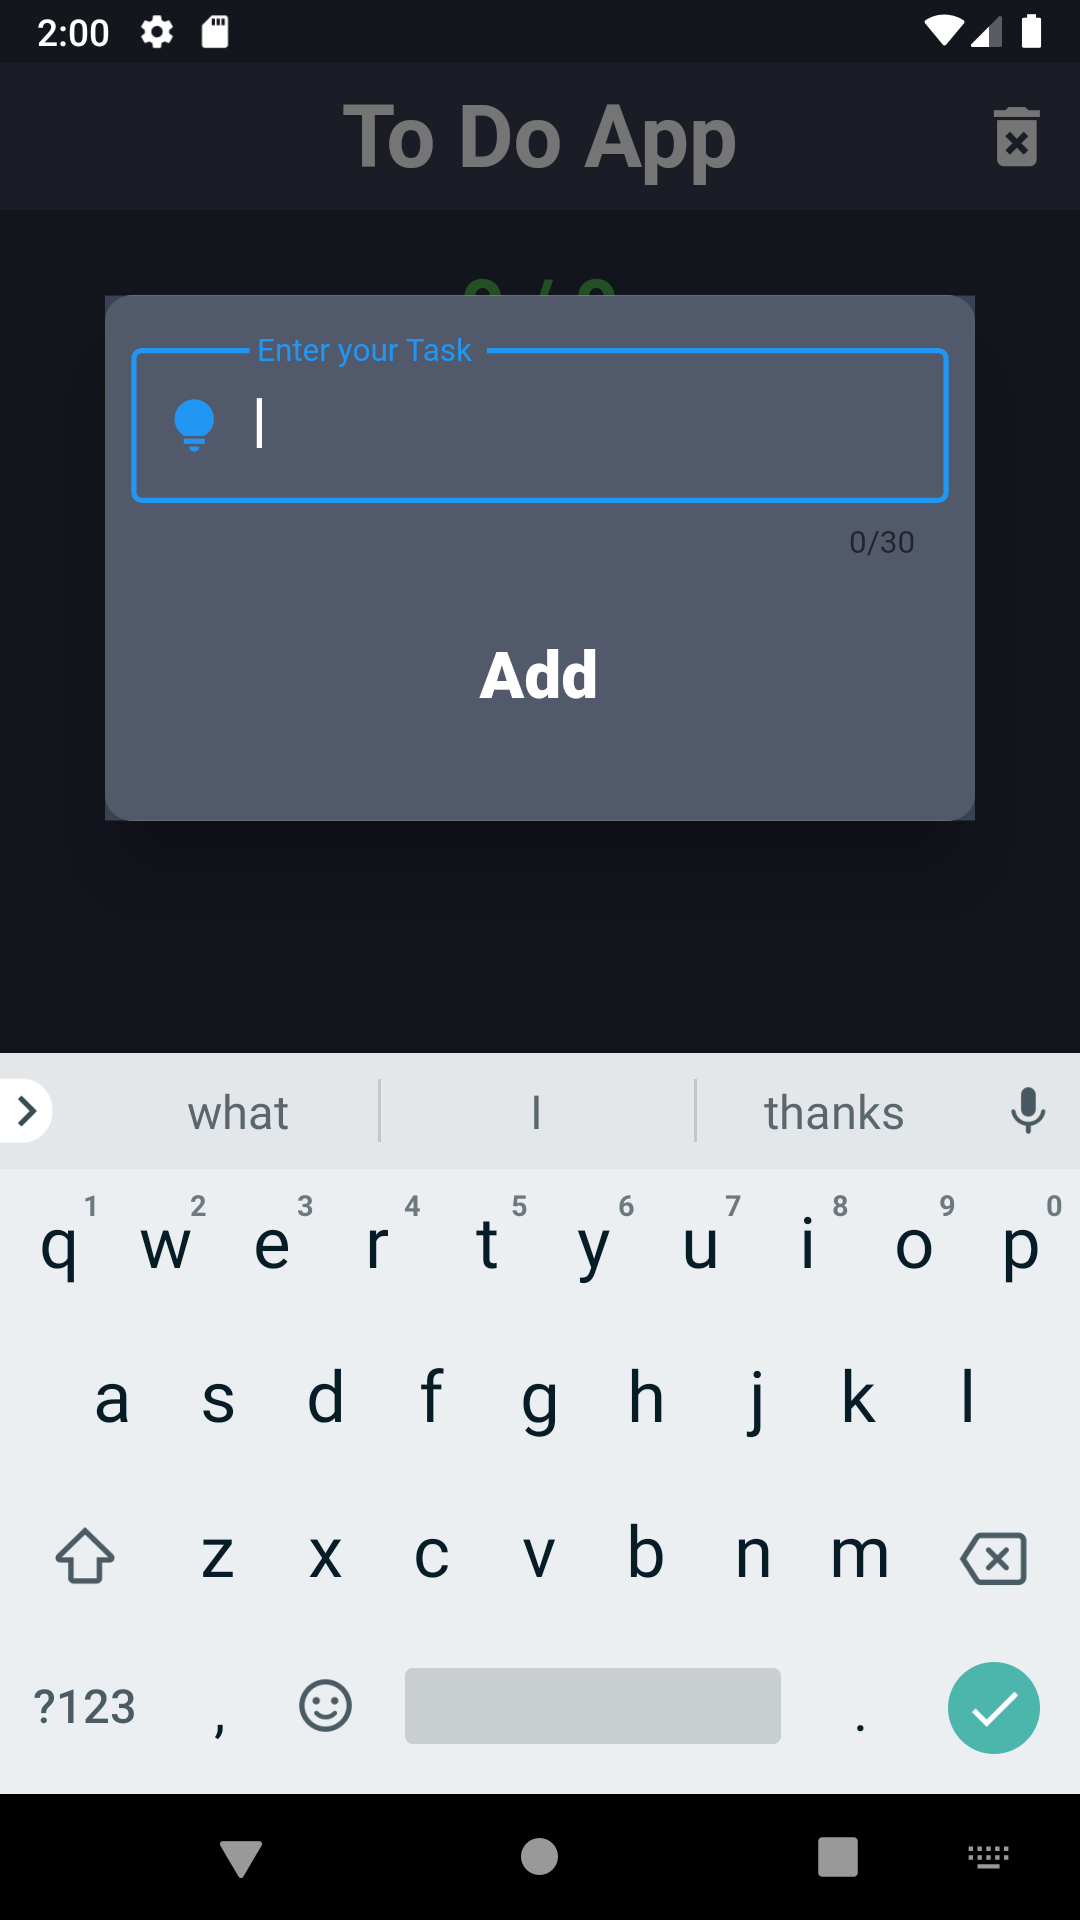 2:00
To Do App
Enter your Task
0/30
Add
what I thanks
1 2 3 4 5 6 7 8 9 0
q w e r t y u i o p
a s d f g h j k l
z x c v b n m
?123 , .